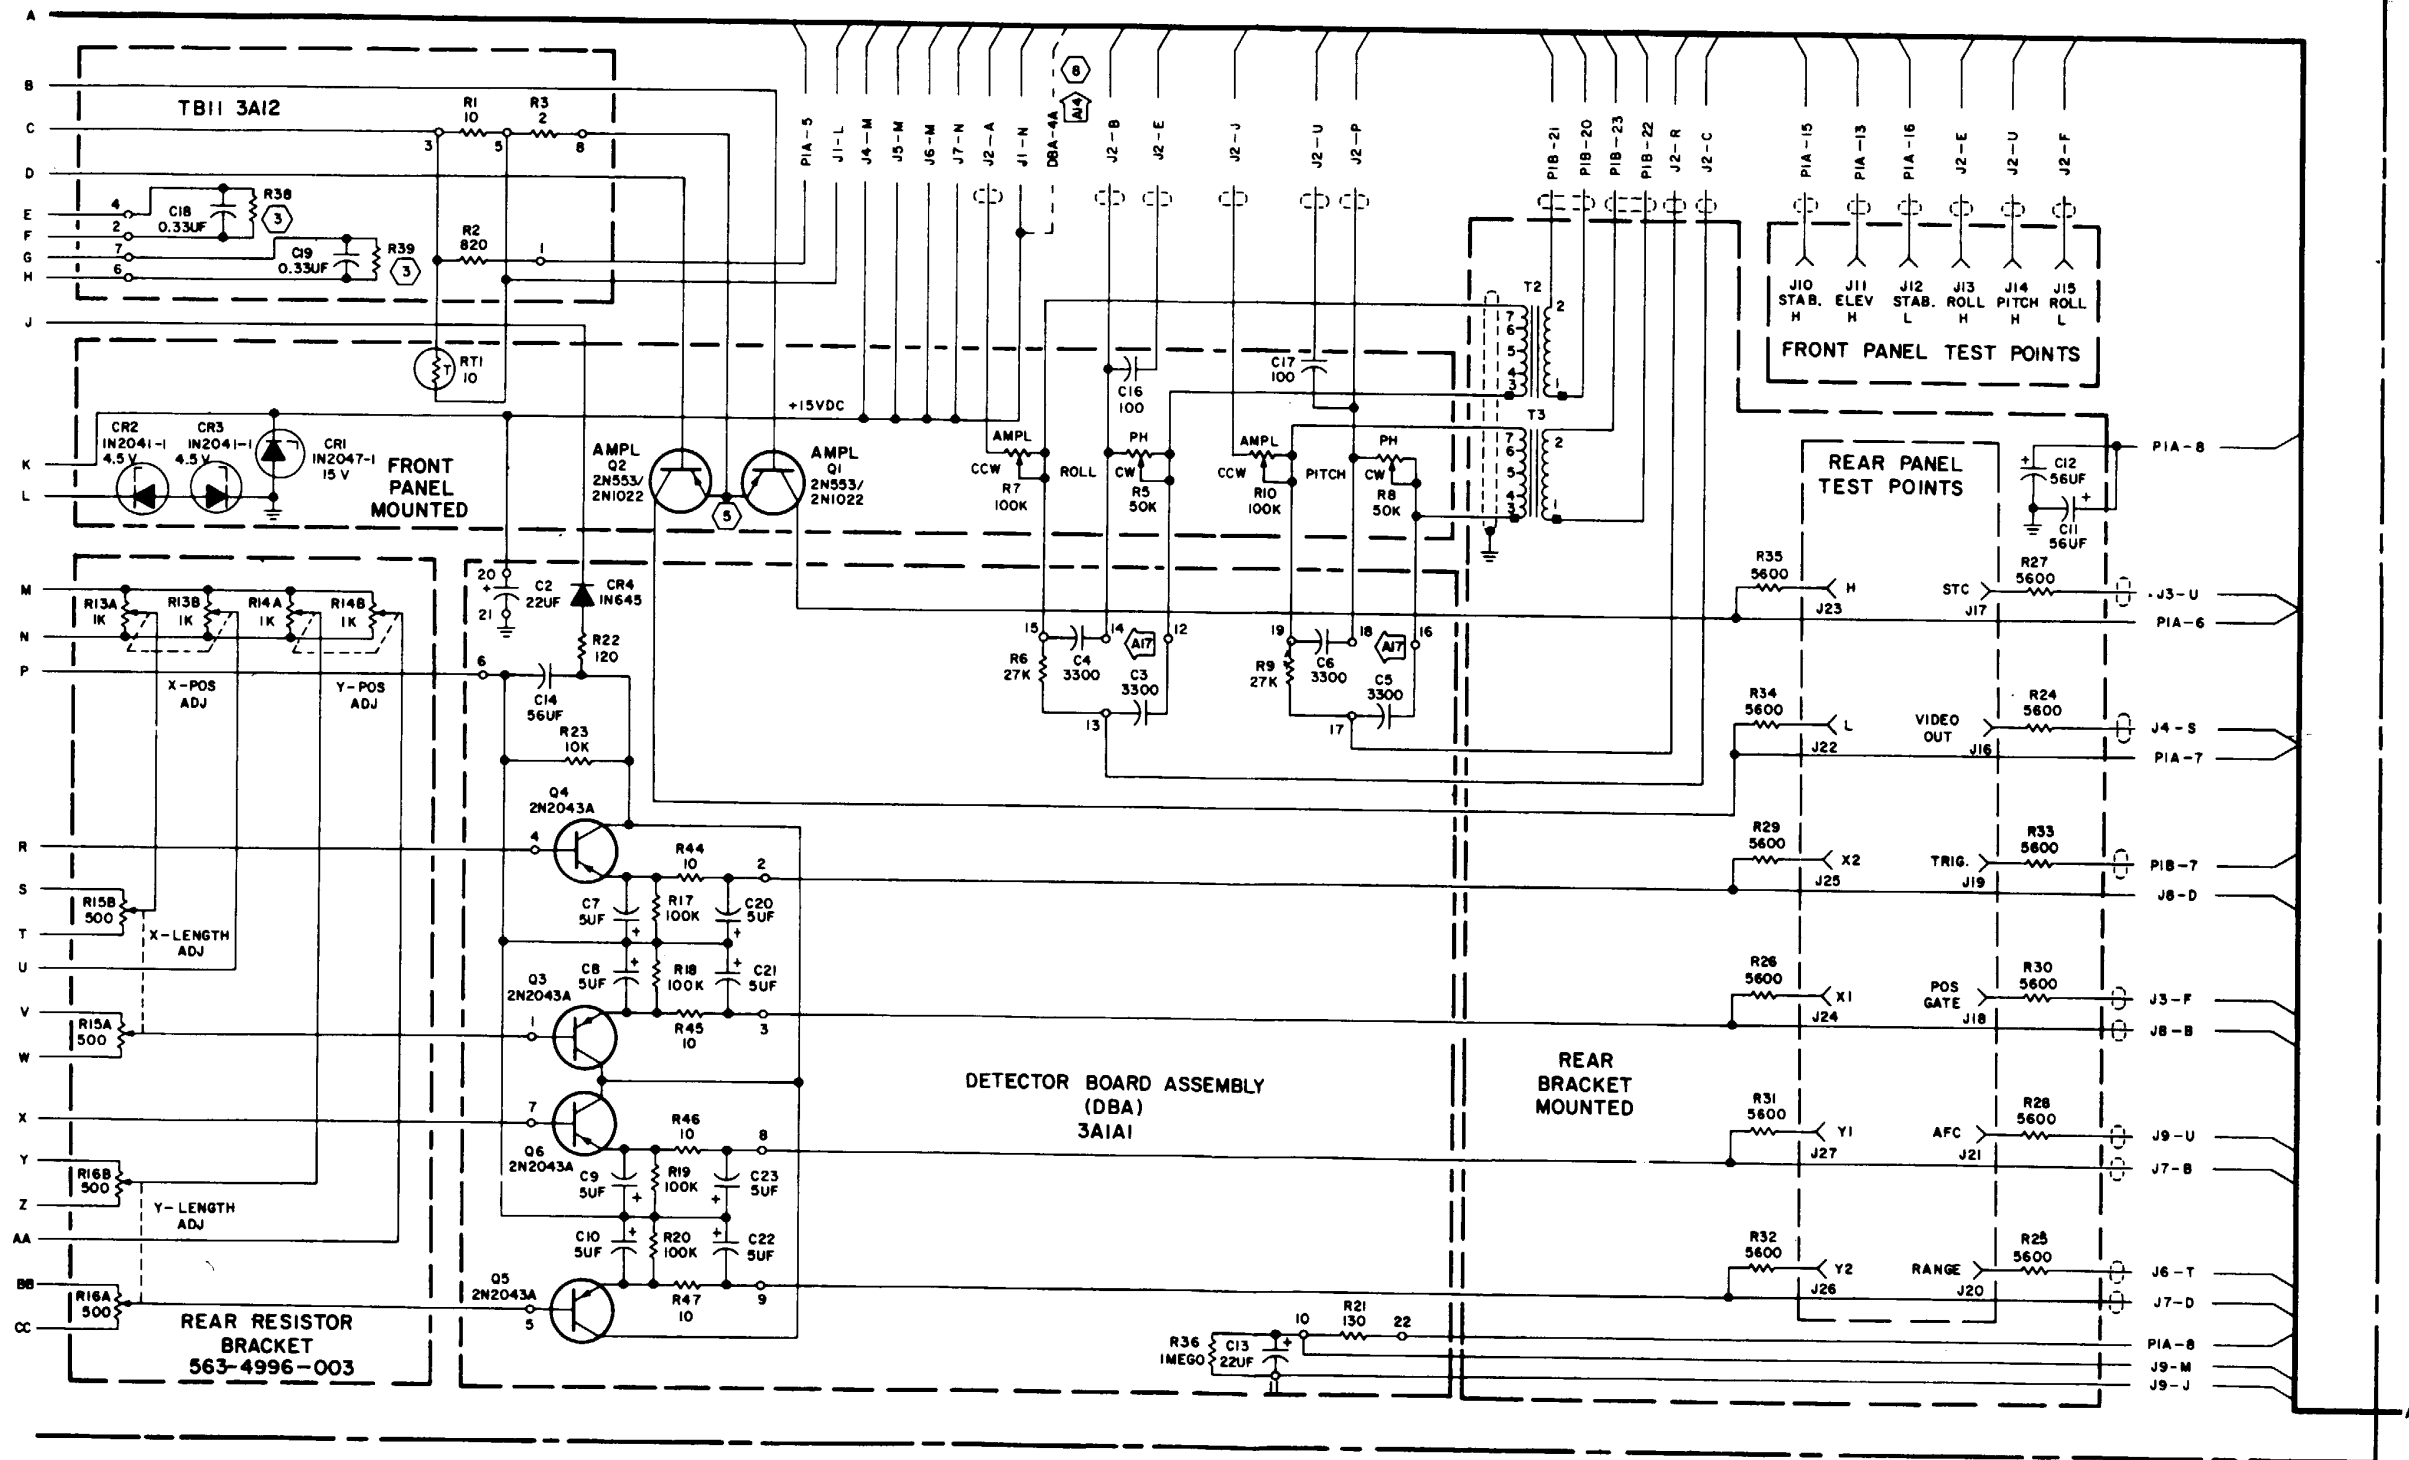 A
B
C
D
E
F
G
H
J
K
L
M
N
P
R
S
T
U
V
W
X
Y
Z
AA
BB
CC
TB11 3A12
R1
10
R3
2
3
5
8
4
2
7
6
C18
0.33UF
R38
3
C19
0.33UF
R39
3
R2
820
1
RT1
10
T
P1A-5
J1-L
J4-M
J5-M
J6-M
J7-N
J2-A
J1-N
DBA-4A
8
A14
J2-B
J2-E
J2-J
J2-U
J2-P
P1B-21
P1B-20
P1B-23
P1B-22
J2-R
J2-C
P1A-15
P1A-13
P1A-16
J2-E
J2-U
J2-F
J10
STAB.
H
J11
ELEV
H
J12
STAB.
L
J13
ROLL
H
J14
PITCH
H
J15
ROLL
L
FRONT PANEL TEST POINTS
CR2
1N2041-1
4.5 V
CR3
1N2041-1
4.5 V
CR1
1N2047-1
15 V
FRONT
PANEL
MOUNTED
+15VDC
AMPL
Q2
2N553/
2N1022
5
AMPL
Q1
2N553/
2N1022
AMPL
CCW
R7
100K
ROLL
C16
100
PH
CW
R5
50K
AMPL
CCW
R10
100K
PITCH
C17
100
PH
CW
R8
50K
T2
7
6
5
4
3
2
1
T3
7
6
5
4
3
2
1
REAR PANEL
TEST POINTS
+
C12
56UF
+
C11
56UF
P1A-8
R13A
1K
R13B
1K
R14A
1K
R14B
1K
X-POS
ADJ
Y-POS
ADJ
R15B
500
X-LENGTH
ADJ
R15A
500
R16B
500
Y-LENGTH
ADJ
R16A
500
REAR RESISTOR
BRACKET
563-4996-003
20
+
21
C2
22UF
CR4
1N645
R22
120
6
C14
56UF
R23
10K
Q4
2N2043A
4
R44
10
2
C7
5UF
+
R17
100K
C20
5UF
+
C8
5UF
+
R18
100K
C21
5UF
+
Q3
2N2043A
1
R45
10
3
7
Q6
2N2043A
R46
10
8
C9
5UF
+
R19
100K
C23
5UF
+
C10
5UF
+
R20
100K
C22
5UF
+
Q5
2N2043A
5
R47
10
9
15
14
A17
12
R6
27K
C4
3300
C3
3300
13
19
18
A17
16
R9
27K
C6
3300
C5
3300
17
DETECTOR BOARD ASSEMBLY
(DBA)
3A1A1
R36
1MEGO
C13
22UF
+
10
R21
130
22
11
REAR
BRACKET
MOUNTED
R35
5600
H
J23
STC
J17
R27
5600
J3-U
P1A-6
R34
5600
L
J22
VIDEO
OUT
J16
R24
5600
J4-S
P1A-7
R29
5600
X2
J25
TRIG.
J19
R33
5600
P1B-7
J8-D
R26
5600
X1
J24
POS
GATE
J18
R30
5600
J3-F
J8-B
R31
5600
Y1
J27
AFC
J21
R28
5600
J9-U
J7-B
R32
5600
Y2
J26
RANGE
J20
R25
5600
J6-T
J7-D
P1A-8
J9-M
J9-J